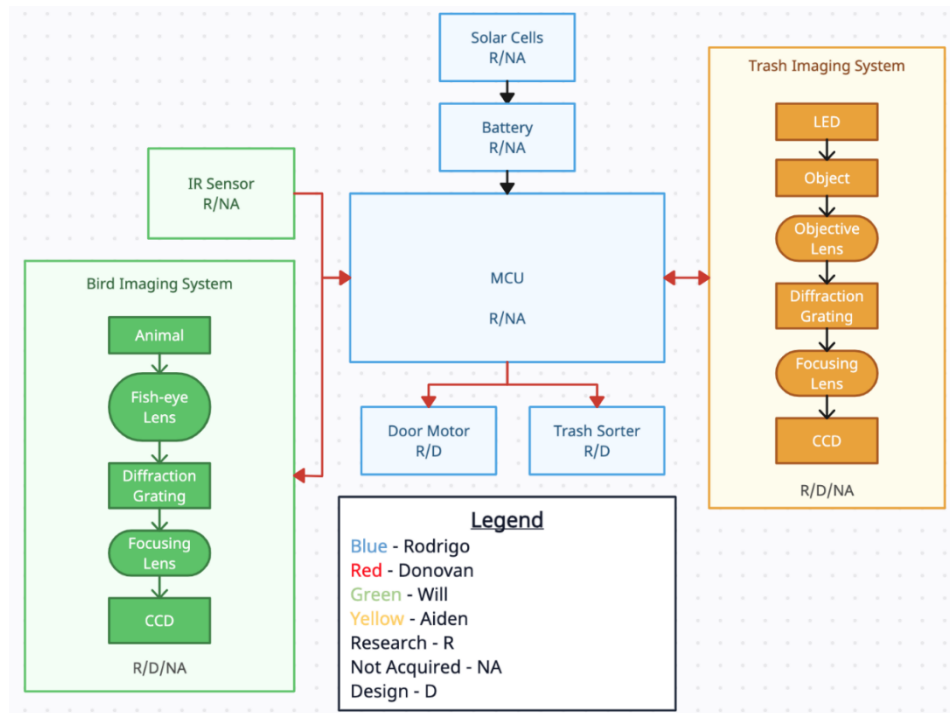 Solar Cells
R/NA
Battery
R/NA
IR Sensor
R/NA
MCU
R/NA
Door Motor
R/D
Trash Sorter
R/D
Bird Imaging System
Animal
Fish-eye
Lens
Diffraction
Grating
Focusing
Lens
CCD
R/D/NA
Trash Imaging System
LED
Object
Objective
Lens
Diffraction
Grating
Focusing
Lens
CCD
R/D/NA
Legend
Blue - Rodrigo
Red - Donovan
Green - Will
Yellow - Aiden
Research - R
Not Acquired - NA
Design - D